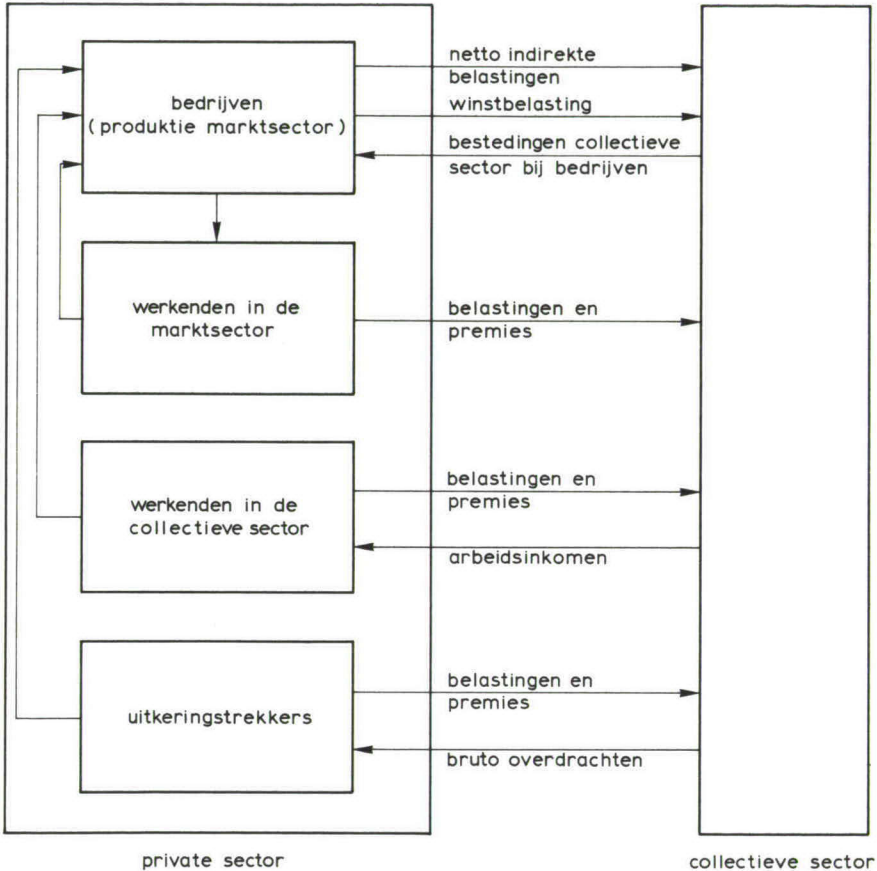 netto indirekte
belastingen
bedrijven
(produktie marktsector)
winstbelasting
bestedingen collectieve
sector bij bedrijven
werkenden in de
marktsector
belastingen en
premies
werkenden in de
collectieve sector
belastingen en
premies
arbeidsinkomen
uitkeringstrekkers
belastingen en
premies
bruto overdrachten
private sector
collectieve sector